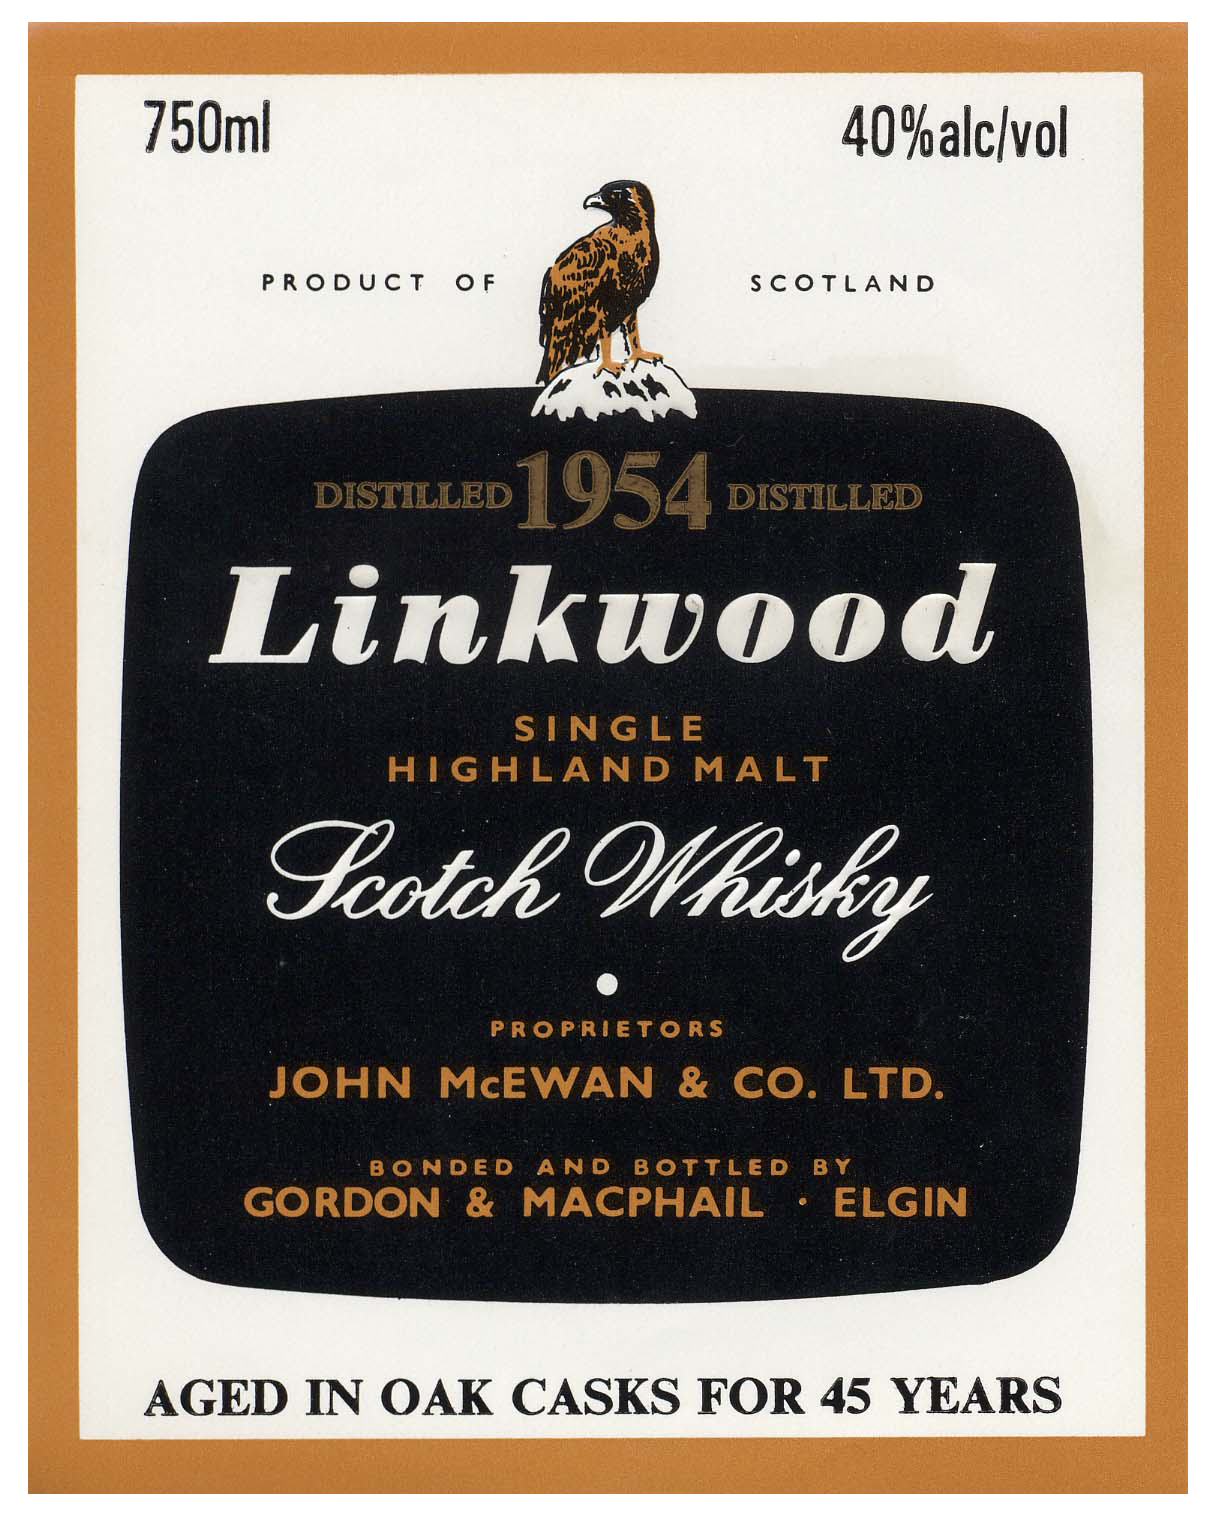 750ml 40%alc/vol
PRODUCT OF SCOTLAND
DISTILLED 1954 DISTILLED
Linkwood
SINGLE
HIGHLAND MALT
Scotch Whisky
PROPRIETORS
JOHN McEWAN & CO. LTD.
BONDED AND BOTTLED BY
GORDON & MACPHAIL · ELGIN
AGED IN OAK CASKS FOR 45 YEARS